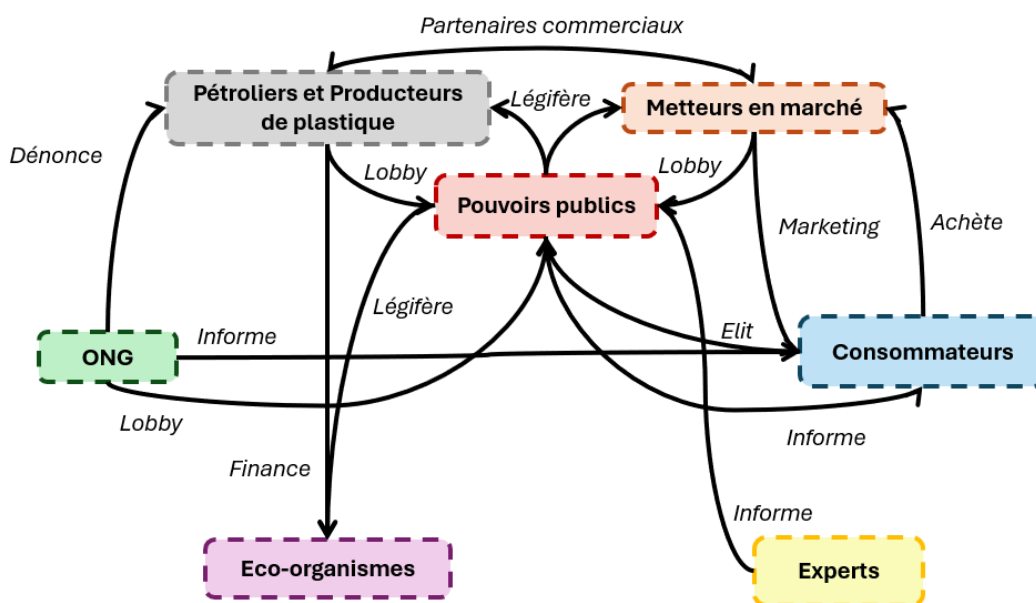 Partenaires commerciaux
Pétroliers et Producteurs
de plastique
Légifère
Metteurs en marché
Dénonce
Lobby
Lobby
Pouvoirs publics
Marketing
Achète
Légifère
Informe
Elit
ONG
Consommateurs
Lobby
Informe
Finance
Informe
Eco-organismes
Experts